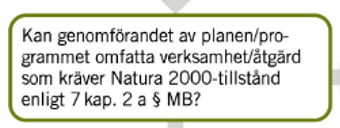 Kan genomförandet av planen/pro-
grammet omfatta verksamhet/åtgärd
som kräver Natura 2000-tillstånd
enligt 7 kap. 2 a § MB?